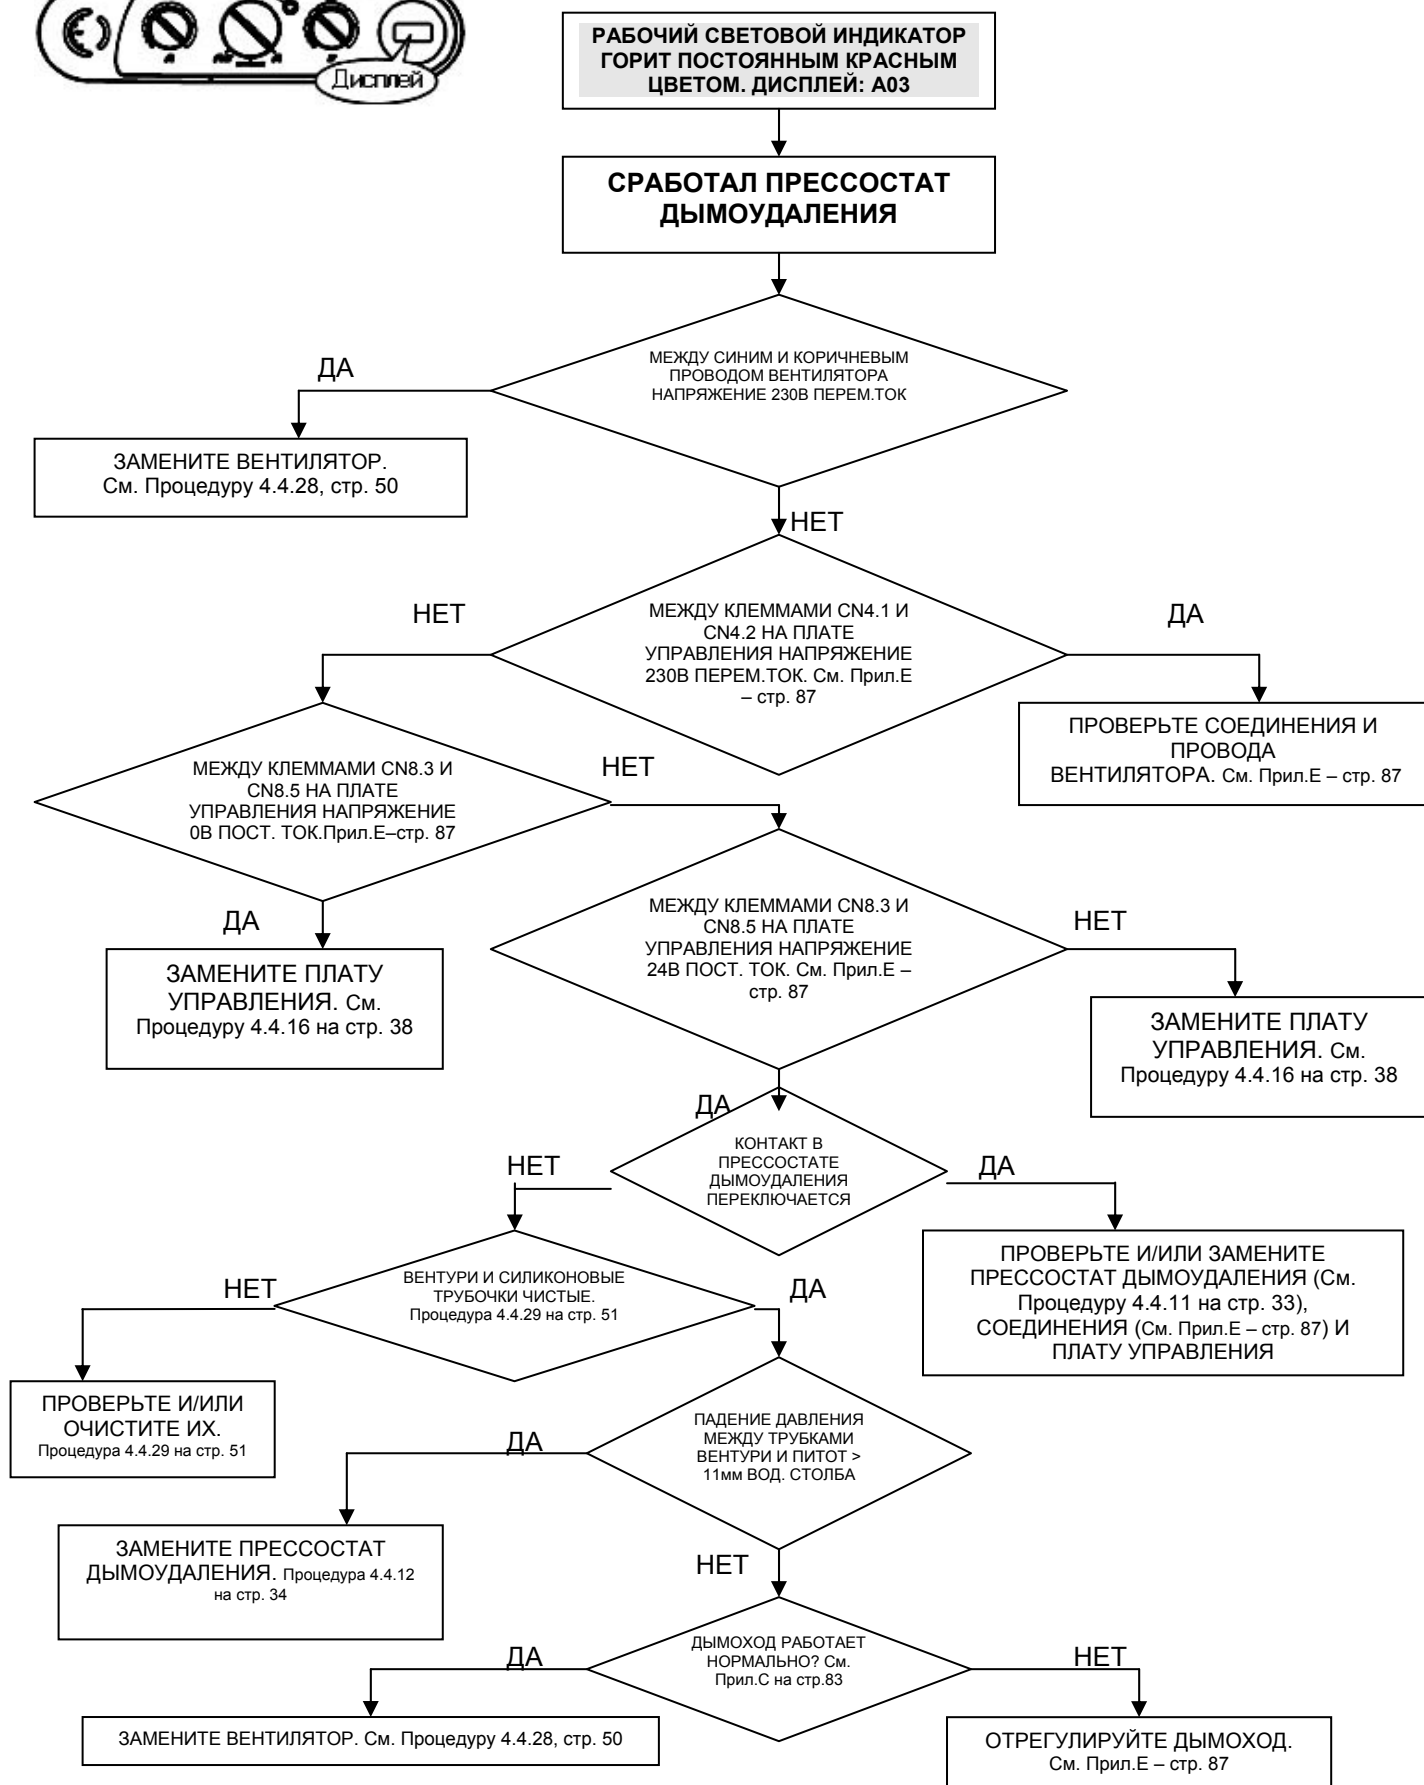 Дисплей
РАБОЧИЙ СВЕТОВОЙ ИНДИКАТОР
ГОРИТ ПОСТОЯННЫМ КРАСНЫМ
ЦВЕТОМ. ДИСПЛЕЙ: А03
СРАБОТАЛ ПРЕССОСТАТ
ДЫМОУДАЛЕНИЯ
МЕЖДУ СИНИМ И КОРИЧНЕВЫМ
ПРОВОДОМ ВЕНТИЛЯТОРА
НАПРЯЖЕНИЕ 230В ПЕРЕМ.ТОК
ДА
ЗАМЕНИТЕ ВЕНТИЛЯТОР.
См. Процедуру 4.4.28, стр. 50
НЕТ
МЕЖДУ КЛЕММАМИ CN4.1 И
CN4.2 НА ПЛАТЕ
УПРАВЛЕНИЯ НАПРЯЖЕНИЕ
230В ПЕРЕМ.ТОК. См. Прил.Е
– стр. 87
НЕТ
ДА
ПРОВЕРЬТЕ СОЕДИНЕНИЯ И
ПРОВОДА
ВЕНТИЛЯТОРА. См. Прил.Е – стр. 87
МЕЖДУ КЛЕММАМИ CN8.3 И
CN8.5 НА ПЛАТЕ
УПРАВЛЕНИЯ НАПРЯЖЕНИЕ
0В ПОСТ. ТОК.Прил.Е–стр. 87
НЕТ
ДА
ЗАМЕНИТЕ ПЛАТУ
УПРАВЛЕНИЯ. См.
Процедуру 4.4.16 на стр. 38
МЕЖДУ КЛЕММАМИ CN8.3 И
CN8.5 НА ПЛАТЕ
УПРАВЛЕНИЯ НАПРЯЖЕНИЕ
24В ПОСТ. ТОК. См. Прил.Е –
стр. 87
НЕТ
ЗАМЕНИТЕ ПЛАТУ
УПРАВЛЕНИЯ. См.
Процедуру 4.4.16 на стр. 38
ДА
КОНТАКТ В
ПРЕССОСТАТЕ
ДЫМОУДАЛЕНИЯ
ПЕРЕКЛЮЧАЕТСЯ
НЕТ
ДА
ПРОВЕРЬТЕ И/ИЛИ ЗАМЕНИТЕ
ПРЕССОСТАТ ДЫМОУДАЛЕНИЯ (См.
Процедуру 4.4.11 на стр. 33),
СОЕДИНЕНИЯ (См. Прил.Е – стр. 87) И
ПЛАТУ УПРАВЛЕНИЯ
ВЕНТУРИ И СИЛИКОНОВЫЕ
ТРУБОЧКИ ЧИСТЫЕ.
Процедура 4.4.29 на стр. 51
НЕТ
ДА
ПРОВЕРЬТЕ И/ИЛИ
ОЧИСТИТЕ ИХ.
Процедура 4.4.29 на стр. 51
ПАДЕНИЕ ДАВЛЕНИЯ
МЕЖДУ ТРУБКАМИ
ВЕНТУРИ И ПИТОТ >
11мм ВОД. СТОЛБА
ДА
ЗАМЕНИТЕ ПРЕССОСТАТ
ДЫМОУДАЛЕНИЯ. Процедура 4.4.12
на стр. 34
НЕТ
ДЫМОХОД РАБОТАЕТ
НОРМАЛЬНО? См.
Прил.С на стр.83
ДА
НЕТ
ЗАМЕНИТЕ ВЕНТИЛЯТОР. См. Процедуру 4.4.28, стр. 50
ОТРЕГУЛИРУЙТЕ ДЫМОХОД.
См. Прил.Е – стр. 87